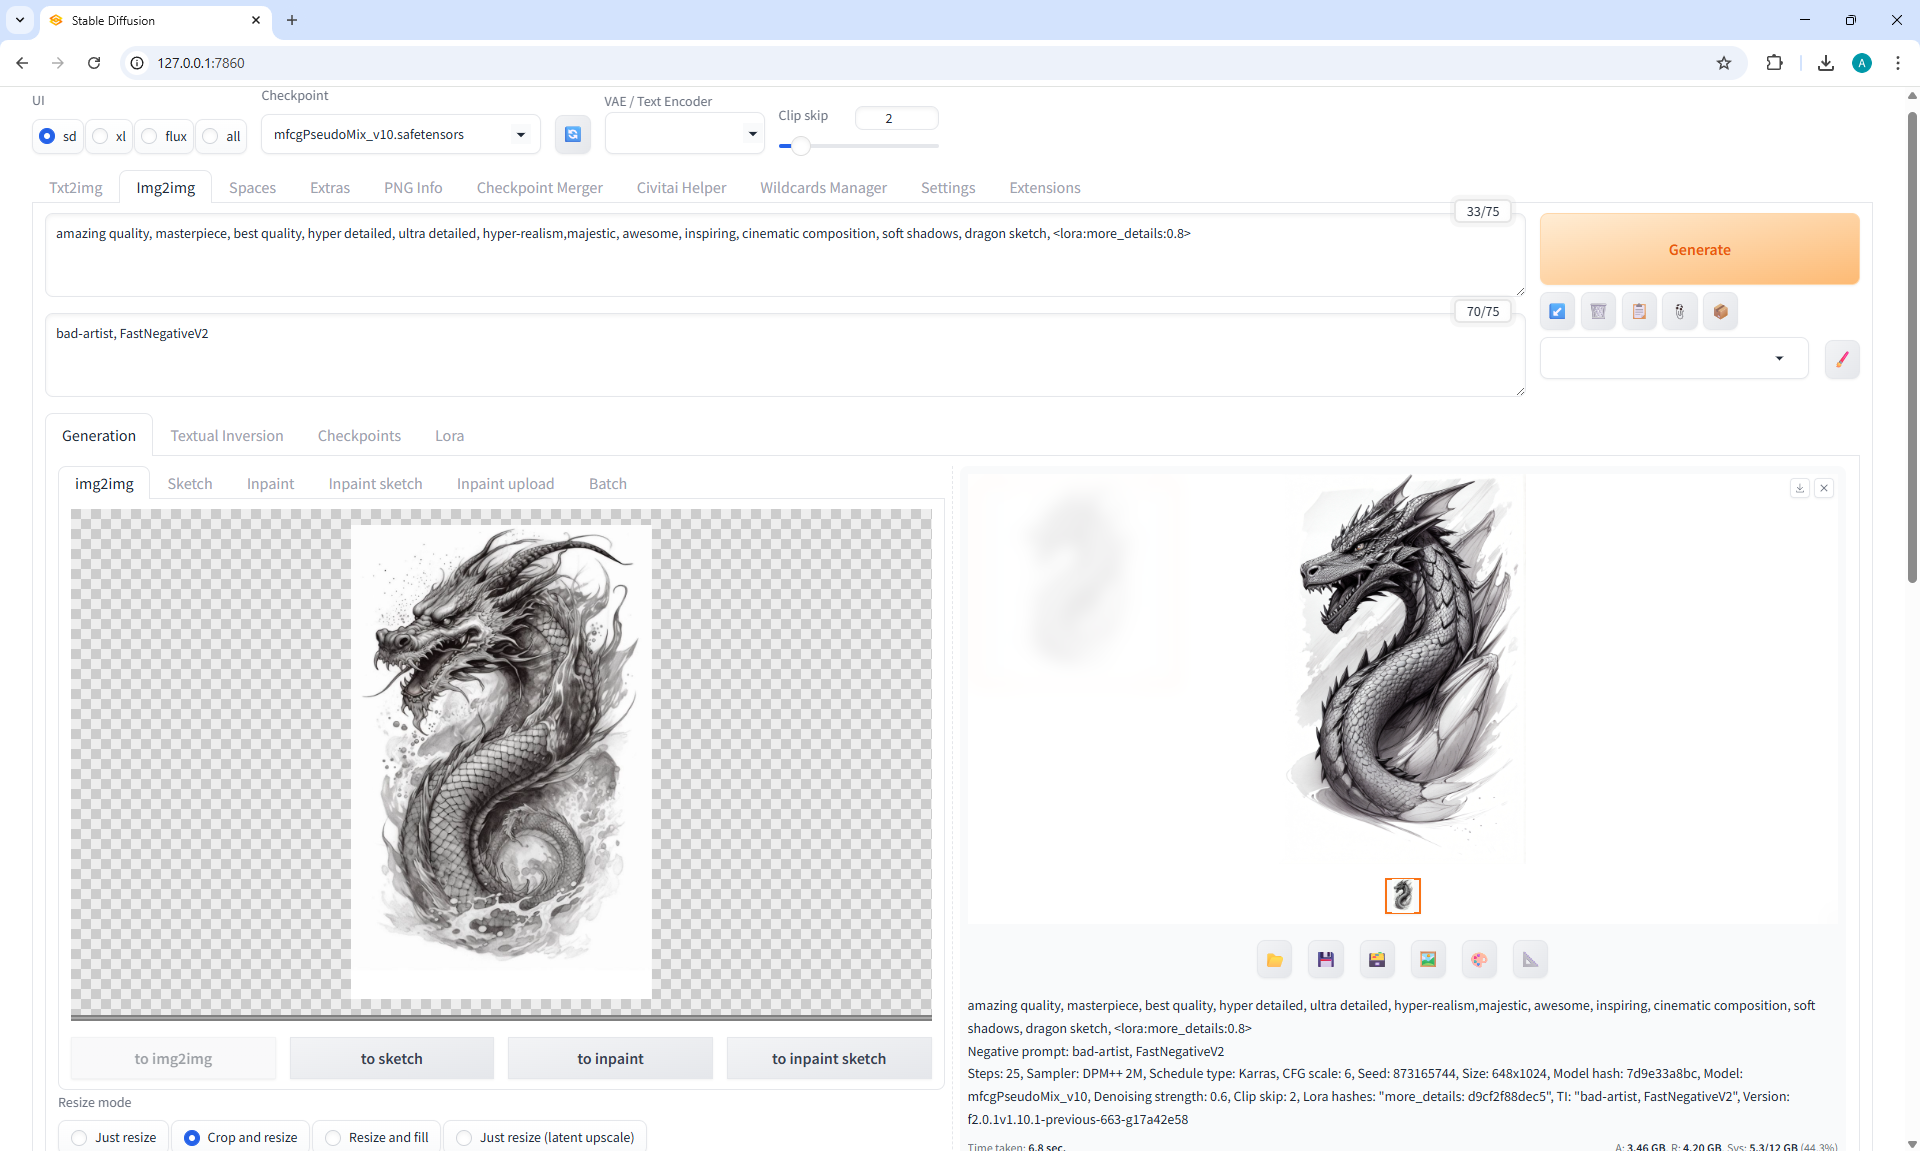 Stable Diffusion
127.0.0.1:7860
UI
Checkpoint
VAE / Text Encoder
Clip skip
2
sd
xl
flux
all
mfcgPseudoMix_v10.safetensors
Txt2img
Img2img
Spaces
Extras
PNG Info
Checkpoint Merger
Civitai Helper
Wildcards Manager
Settings
Extensions
33/75
amazing quality, masterpiece, best quality, hyper detailed, ultra detailed, hyper-realism,majestic, awesome, inspiring, cinematic composition, soft shadows, dragon sketch, <lora:more_details:0.8>
Generate
70/75
bad-artist, FastNegativeV2
Generation
Textual Inversion
Checkpoints
Lora
img2img
Sketch
Inpaint
Inpaint sketch
Inpaint upload
Batch
to img2img
to sketch
to inpaint
to inpaint sketch
Resize mode
Just resize
Crop and resize
Resize and fill
Just resize (latent upscale)
amazing quality, masterpiece, best quality, hyper detailed, ultra detailed, hyper-realism,majestic, awesome, inspiring, cinematic composition, soft
shadows, dragon sketch, <lora:more_details:0.8>
Negative prompt: bad-artist, FastNegativeV2
Steps: 25, Sampler: DPM++ 2M, Schedule type: Karras, CFG scale: 6, Seed: 873165744, Size: 648x1024, Model hash: 7d9e33a8bc, Model:
mfcgPseudoMix_v10, Denoising strength: 0.6, Clip skip: 2, Lora hashes: "more_details: d9cf2f88dec5", TI: "bad-artist, FastNegativeV2", Version:
f2.0.1v1.10.1-previous-663-g17a42e58
Time taken: 6.8 sec.
A: 3.46 GB, R: 4.20 GB, Sys: 5.3/12 GB (44.3%)
A